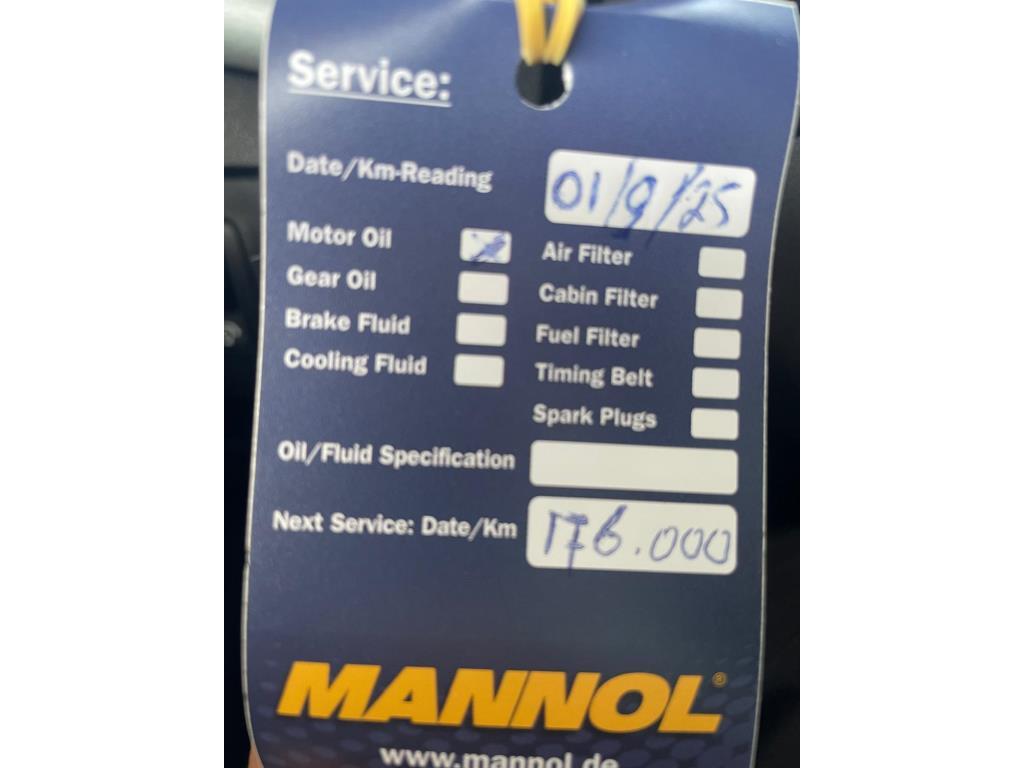 Service:
Date/Km-Reading 01/9/25
Motor Oil Air Filter
Gear Oil Cabin Filter
Brake Fluid Fuel Filter
Cooling Fluid Timing Belt
Spark Plugs
Oil/Fluid Specification
Next Service: Date/Km 176.000
MANNOL®
www.mannol.de